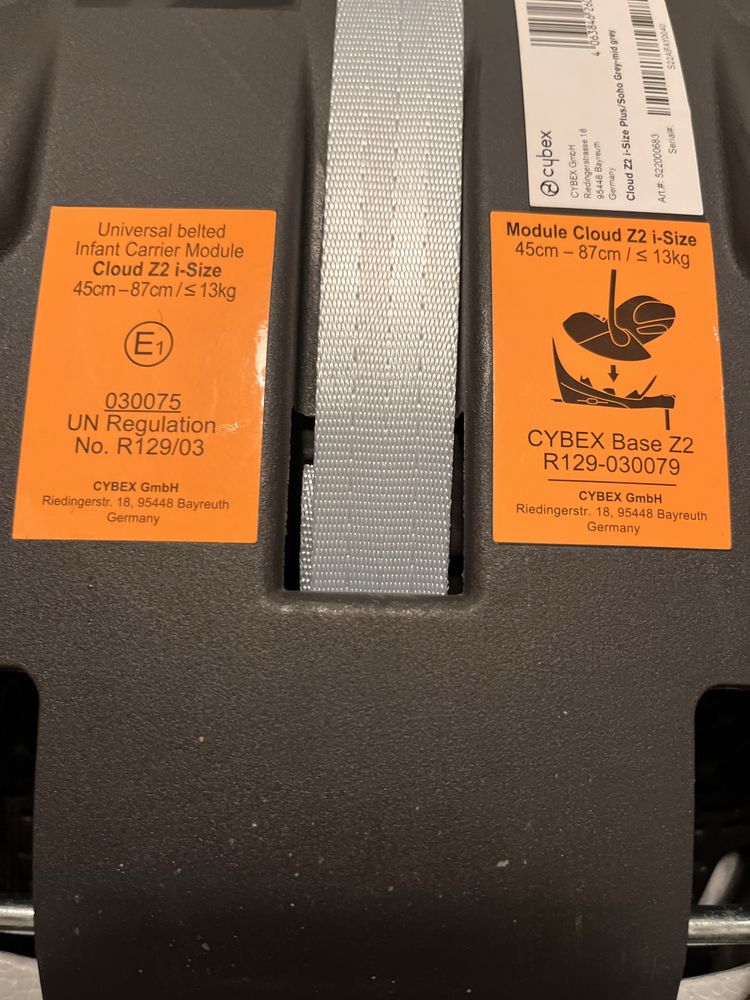 Universal belted
Infant Carrier Module
Cloud Z2 i-Size
45cm – 87cm / ≤ 13kg
E1
030075
UN Regulation
No. R129/03
CYBEX GmbH
Riedingerstr. 18, 95448 Bayreuth
Germany
cybex
CYBEX GmbH
Riedingerstrasse 18
95448 Bayreuth
Germany
Cloud Z2 i-Size Plus/Soho Grey-mid grey
Art.#: 522000683
Serial#:
Module Cloud Z2 i-Size
45cm – 87cm / ≤ 13kg
CYBEX Base Z2
R129-030079
CYBEX GmbH
Riedingerstr. 18, 95448 Bayreuth
Germany